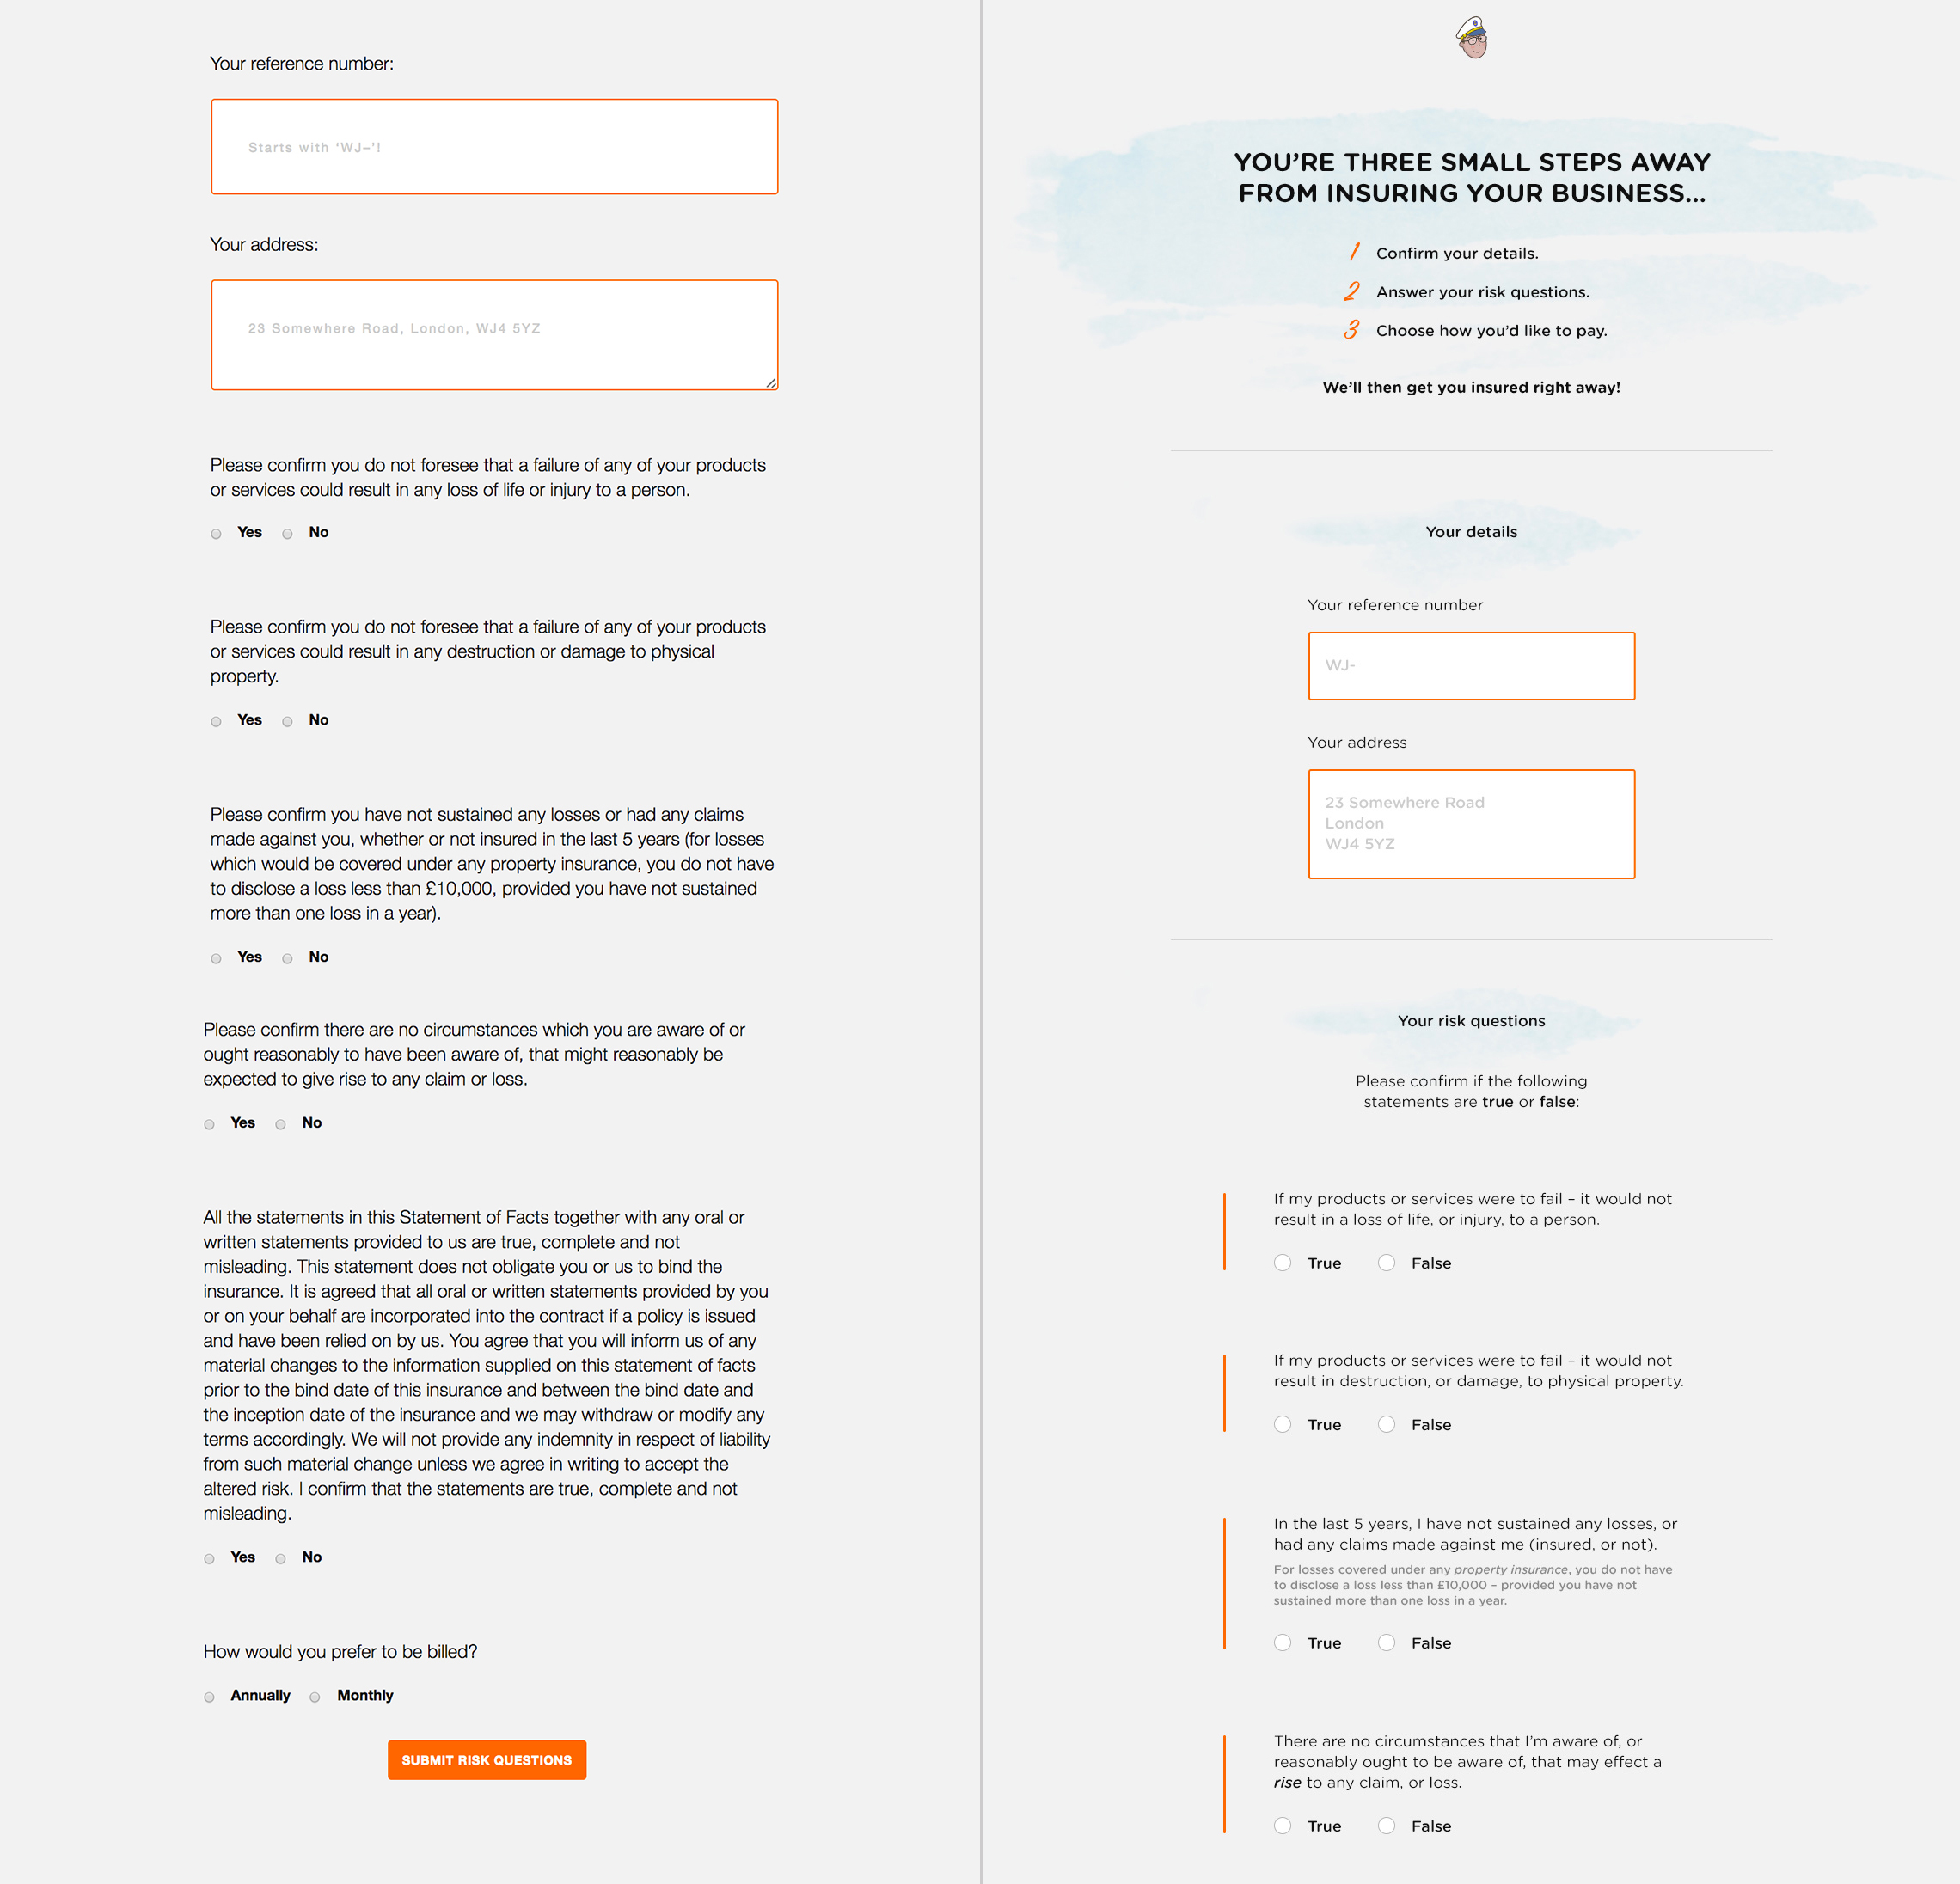 Your reference number:
Starts with ‘WJ–’!
Your address:
23 Somewhere Road, London, WJ4 5YZ
Please confirm you do not foresee that a failure of any of your products
or services could result in any loss of life or injury to a person.
Yes No
Please confirm you do not foresee that a failure of any of your products
or services could result in any destruction or damage to physical
property.
Yes No
Please confirm you have not sustained any losses or had any claims
made against you, whether or not insured in the last 5 years (for losses
which would be covered under any property insurance, you do not have
to disclose a loss less than £10,000, provided you have not sustained
more than one loss in a year).
Yes No
Please confirm there are no circumstances which you are aware of or
ought reasonably to have been aware of, that might reasonably be
expected to give rise to any claim or loss.
Yes No
All the statements in this Statement of Facts together with any oral or
written statements provided to us are true, complete and not
misleading. This statement does not obligate you or us to bind the
insurance. It is agreed that all oral or written statements provided by you
or on your behalf are incorporated into the contract if a policy is issued
and have been relied on by us. You agree that you will inform us of any
material changes to the information supplied on this statement of facts
prior to the bind date of this insurance and between the bind date and
the inception date of the insurance and we may withdraw or modify any
terms accordingly. We will not provide any indemnity in respect of liability
from such material change unless we agree in writing to accept the
altered risk. I confirm that the statements are true, complete and not
misleading.
Yes No
How would you prefer to be billed?
Annually Monthly
SUBMIT RISK QUESTIONS
YOU’RE THREE SMALL STEPS AWAY
FROM INSURING YOUR BUSINESS...
1 Confirm your details.
2 Answer your risk questions.
3 Choose how you’d like to pay.
We’ll then get you insured right away!
Your details
Your reference number
WJ-
Your address
23 Somewhere Road
London
WJ4 5YZ
Your risk questions
Please confirm if the following
statements are true or false:
If my products or services were to fail – it would not
result in a loss of life, or injury, to a person.
True False
If my products or services were to fail – it would not
result in destruction, or damage, to physical property.
True False
In the last 5 years, I have not sustained any losses, or
had any claims made against me (insured, or not).
For losses covered under any property insurance, you do not have
to disclose a loss less than £10,000 – provided you have not
sustained more than one loss in a year.
True False
There are no circumstances that I’m aware of, or
reasonably ought to be aware of, that may effect a
rise to any claim, or loss.
True False